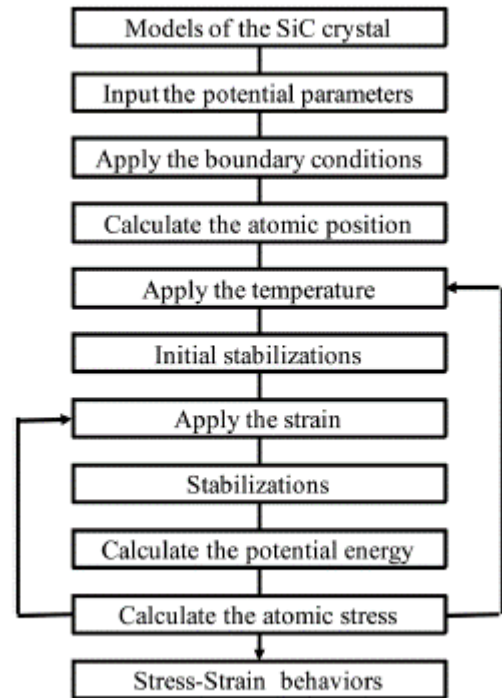 Models of the SiC crystal
Input the potential parameters
Apply the boundary conditions
Calculate the atomic position
Apply the temperature
Initial stabilizations
Apply the strain
Stabilizations
Calculate the potential energy
Calculate the atomic stress
Stress-Strain behaviors